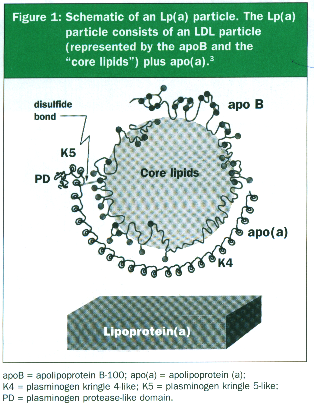 Figure 1: Schematic of an Lp(a) particle. The Lp(a)
particle consists of an LDL particle
(represented by the apoB and the
"core lipids") plus apo(a).3
disulfide
bond
apo B
K5
PD
Core lipids
apo(a)
K4
Lipoprotein(a)
apoB = apolipoprotein B-100; apo(a) = apolipoprotein (a);
K4 = plasminogen kringle 4-like; K5 = plasminogen kringle 5-like:
PD = plasminogen protease-like domain.